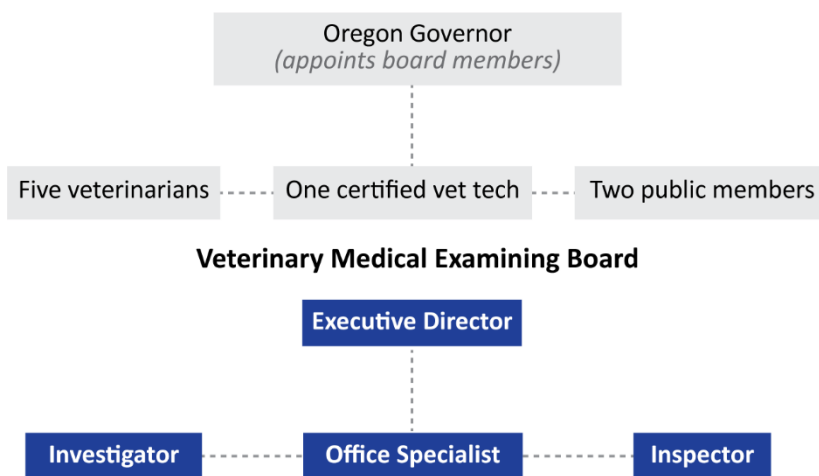 Oregon Governor
(appoints board members)
Five veterinarians
One certified vet tech
Two public members
Veterinary Medical Examining Board
Executive Director
Investigator
Office Specialist
Inspector